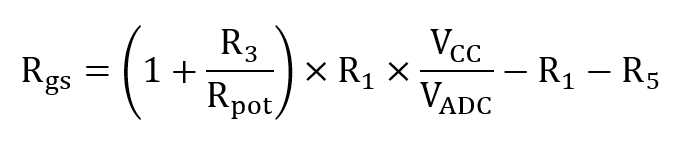 R_gs = (1 + R_3/R_pot) × R_1 × V_CC/V_ADC − R_1 − R_5